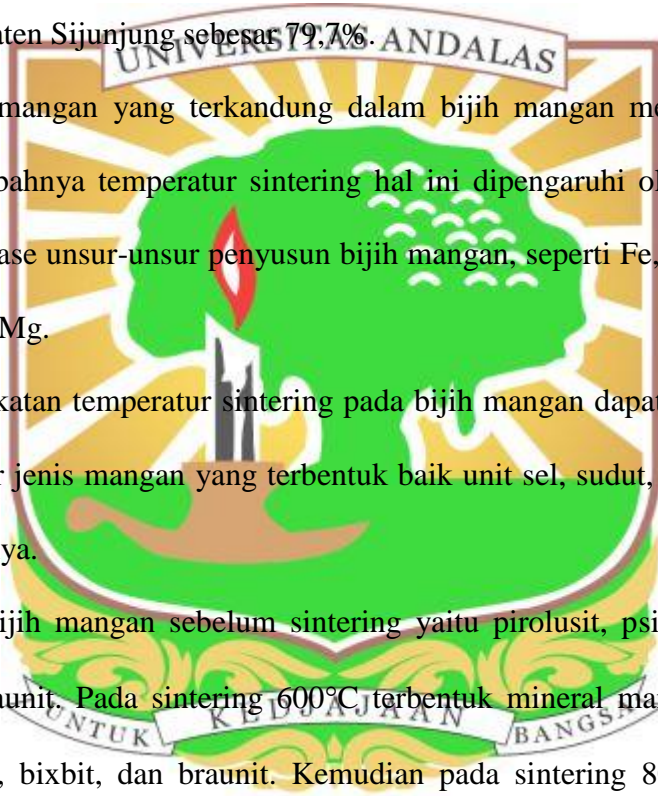 aten Sijunjung sebesar 79,7%.
UNIVERSITAS ANDALAS
mangan yang terkandung dalam bijih mangan me
bahnya temperatur sintering hal ini dipengaruhi ol
ase unsur-unsur penyusun bijih mangan, seperti Fe,
Mg.
katan temperatur sintering pada bijih mangan dapat
r jenis mangan yang terbentuk baik unit sel, sudut,
ya.
ijih mangan sebelum sintering yaitu pirolusit, psi
unit. Pada sintering 600°C terbentuk mineral ma
UNTUK KEDJAJAAN BANGSA
, bixbit, dan braunit. Kemudian pada sintering 8